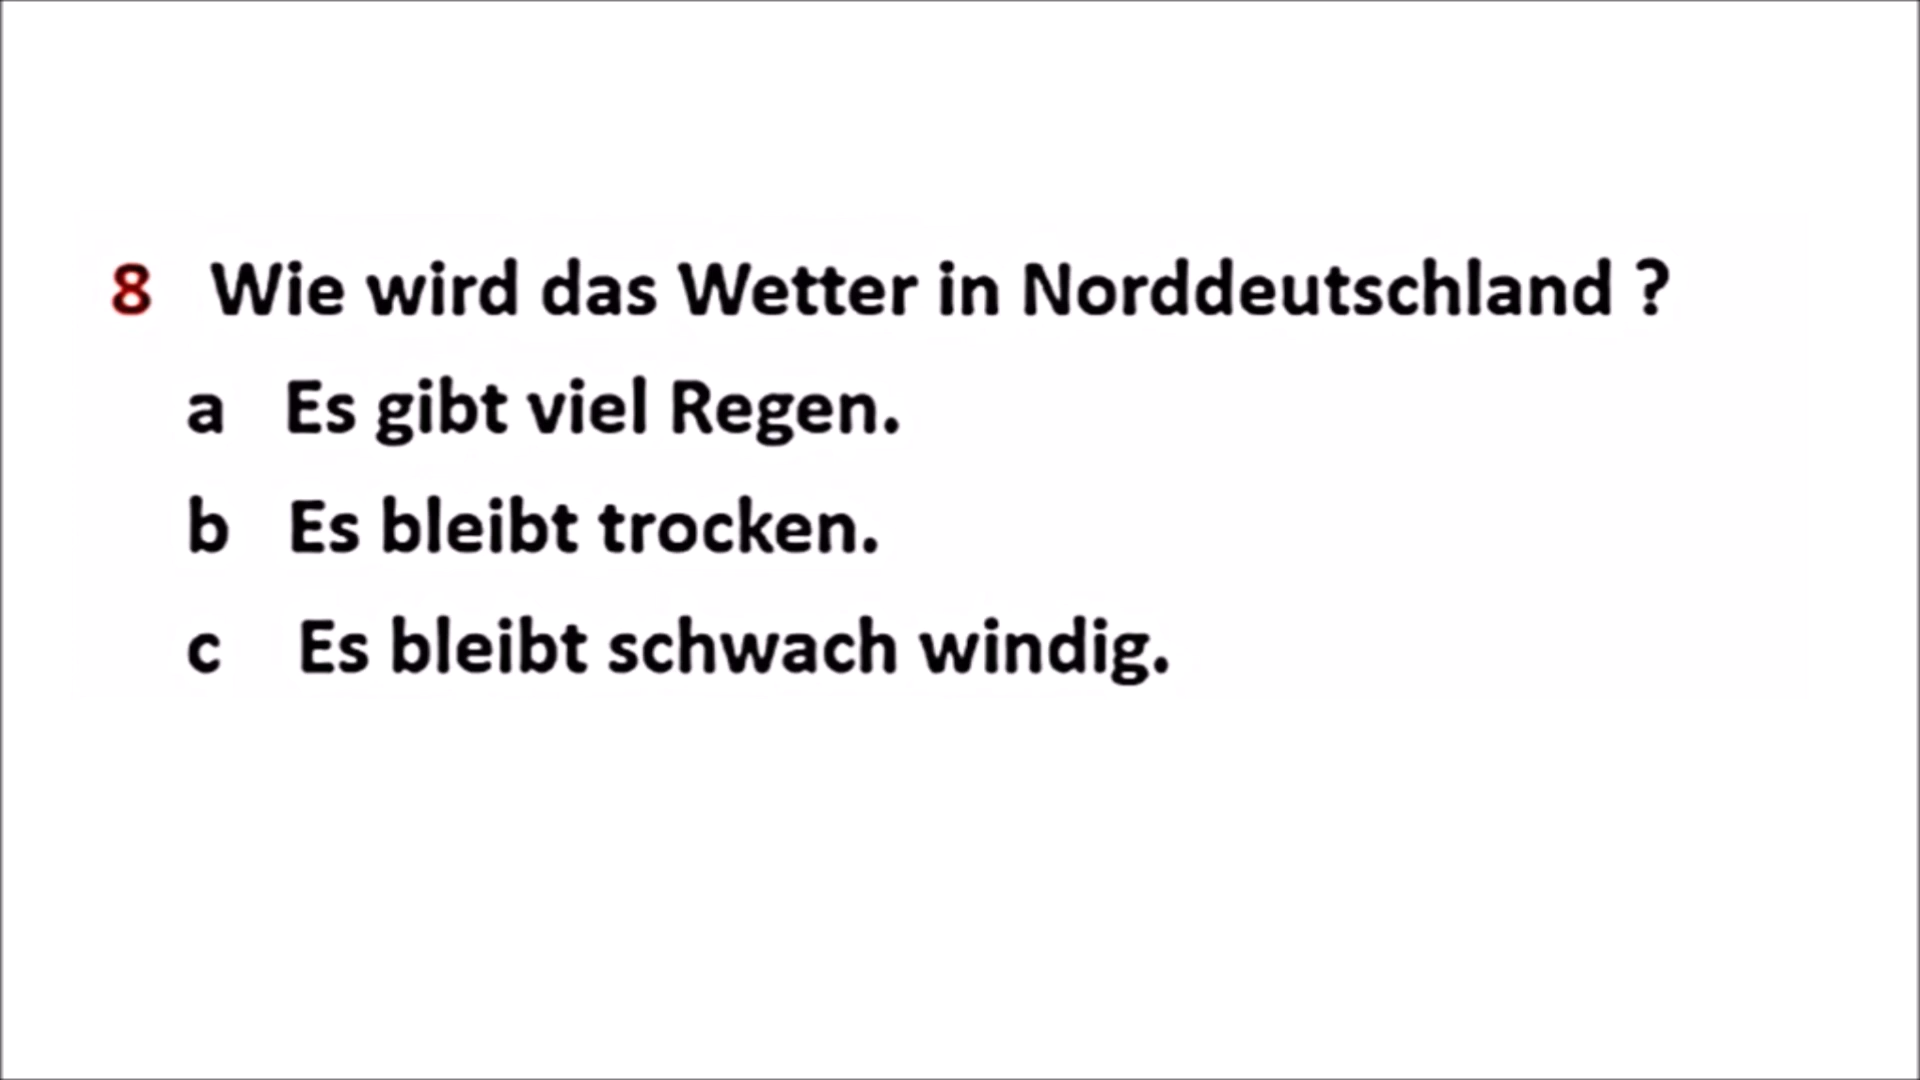 8 Wie wird das Wetter in Norddeutschland ?
a Es gibt viel Regen.
b Es bleibt trocken.
c Es bleibt schwach windig.